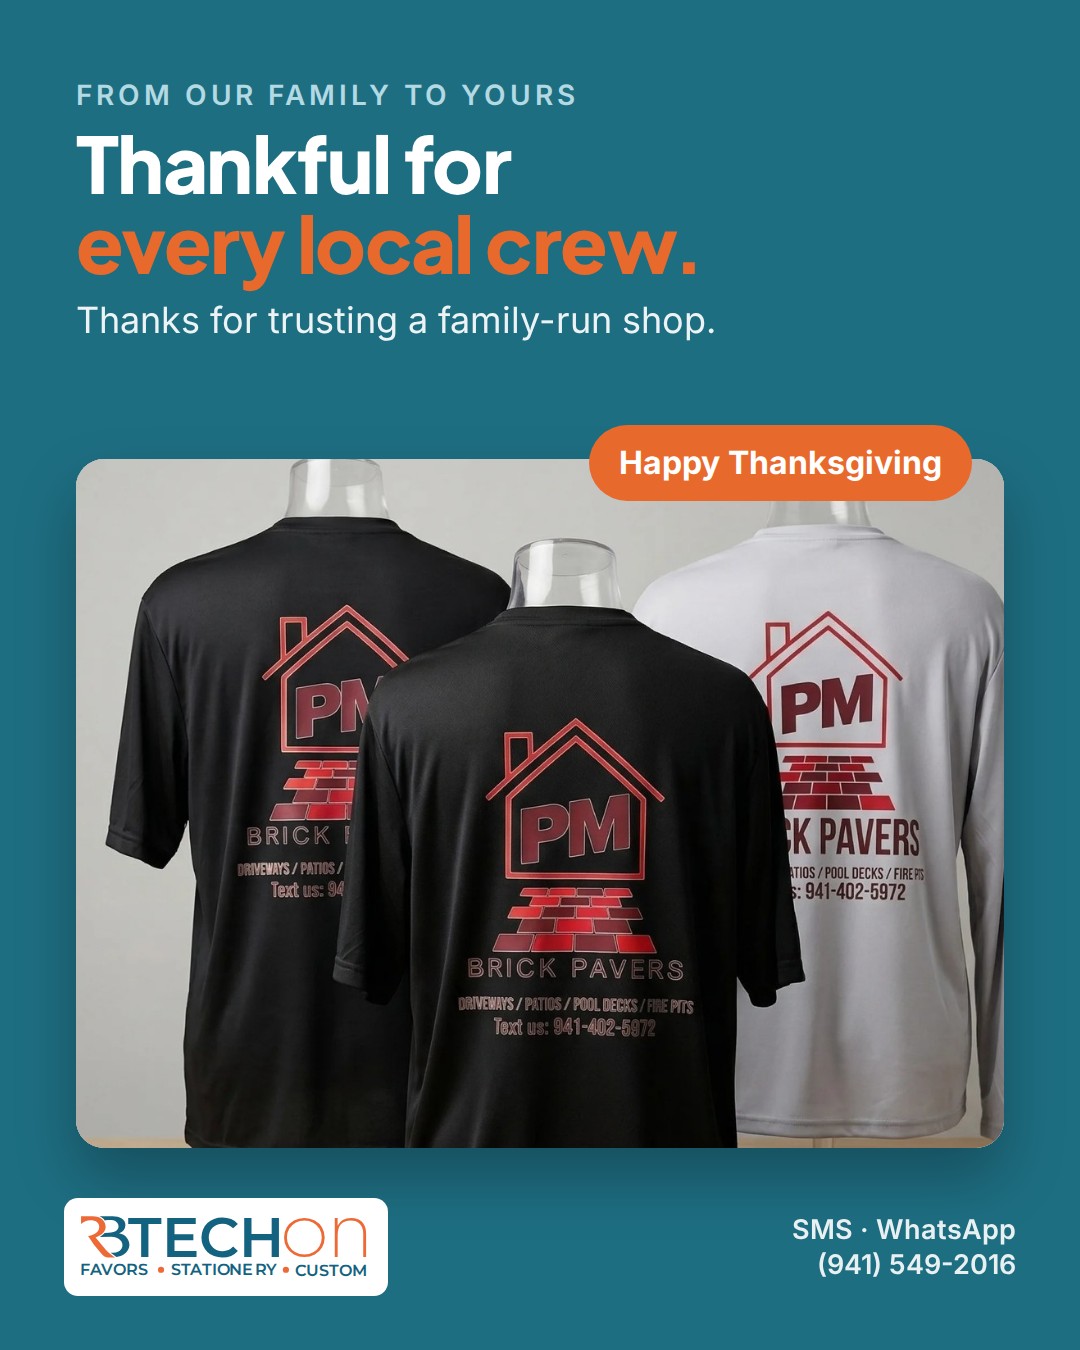 FROM OUR FAMILY TO YOURS
Thankful for
every local crew.
Thanks for trusting a family-run shop.
Happy Thanksgiving
PM
BRICK
DRIVEWAYS / PATIOS /
Text us: 94
PM
BRICK PAVERS
DRIVEWAYS / PATIOS / POOL DECKS / FIRE PITS
Text us: 941-402-5972
PM
CK PAVERS
ATIOS / POOL DECKS / FIRE PITS
s: 941-402-5972
RBTECHon
FAVORS • STATIONERY • CUSTOM
SMS · WhatsApp
(941) 549-2016